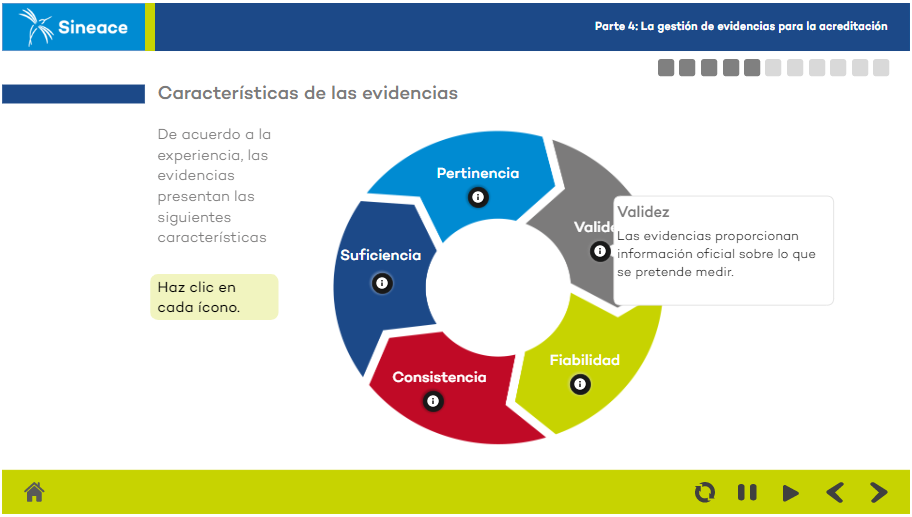 Sineace
Parte 4: La gestión de evidencias para la acreditación
Características de las evidencias
De acuerdo a la
experiencia, las
evidencias
presentan las
siguientes
características
Haz clic en
cada ícono.
Pertinencia
Valide
Validez
Las evidencias proporcionan
información oficial sobre lo que
se pretende medir.
Suficiencia
Fiabilidad
Consistencia